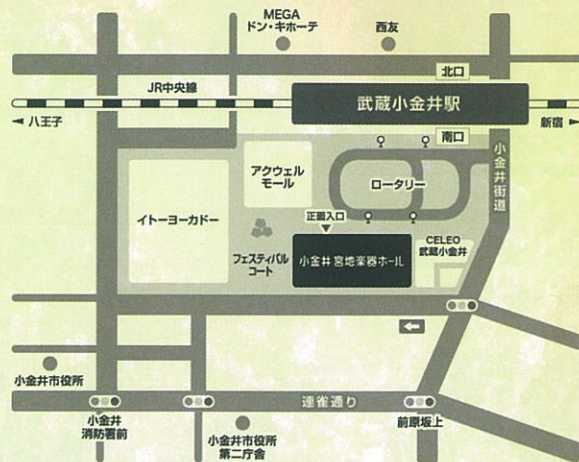 MEGA
ドン・キホーテ
西友
北口
JR中央線
武蔵小金井駅
◀ 八王子
新宿 ▶
南口
小金井街道
アクウェル
モール
ロータリー
イトーヨーカドー
正面入口
▼
フェスティバル
コート
小金井 宮地楽器ホール
CELEO
武蔵小金井
小金井市役所
小金井
消防署前
連雀通り
前原坂上
小金井市役所
第二庁舎